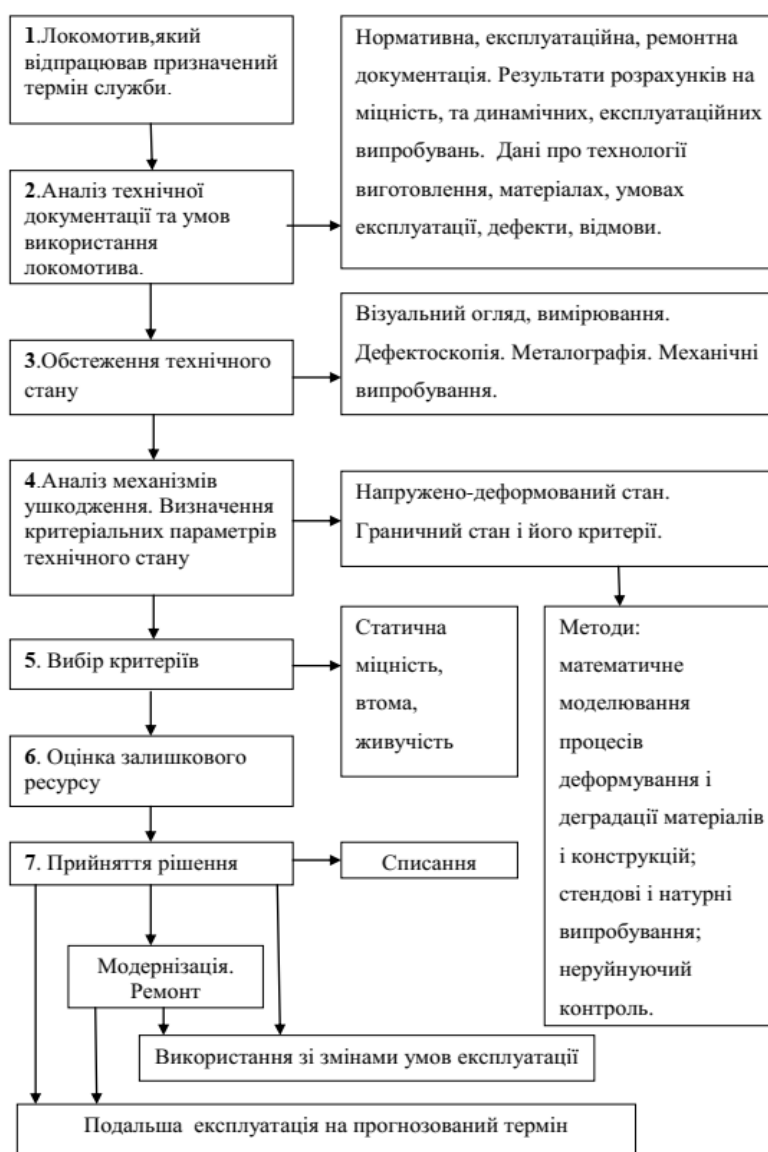 1.Локомотив,який
відпрацював призначений
термін служби.
Нормативна, експлуатаційна, ремонтна
документація. Результати розрахунків на
міцність, та динамічних, експлуатаційних
випробувань. Дані про технології
виготовлення, матеріалах, умовах
експлуатації, дефекти, відмови.
2.Аналіз технічної
документації та умов
використання
локомотива.
3.Обстеження технічного
стану
Візуальний огляд, вимірювання.
Дефектоскопія. Металографія. Механічні
випробування.
4.Аналіз механізмів
ушкодження. Визначення
критеріальних параметрів
технічного стану
Напружено-деформований стан.
Граничний стан і його критерії.
5. Вибір критеріїв
Статична
міцність,
втома,
живучість
Методи:
математичне
моделювання
процесів
деформування і
деградації матеріалів
і конструкцій;
стендові і натурні
випробування;
неруйнуючий
контроль.
6. Оцінка залишкового
ресурсу
7. Прийняття рішення
Списання
Модернізація.
Ремонт
Використання зі змінами умов експлуатації
Подальша експлуатація на прогнозований термін